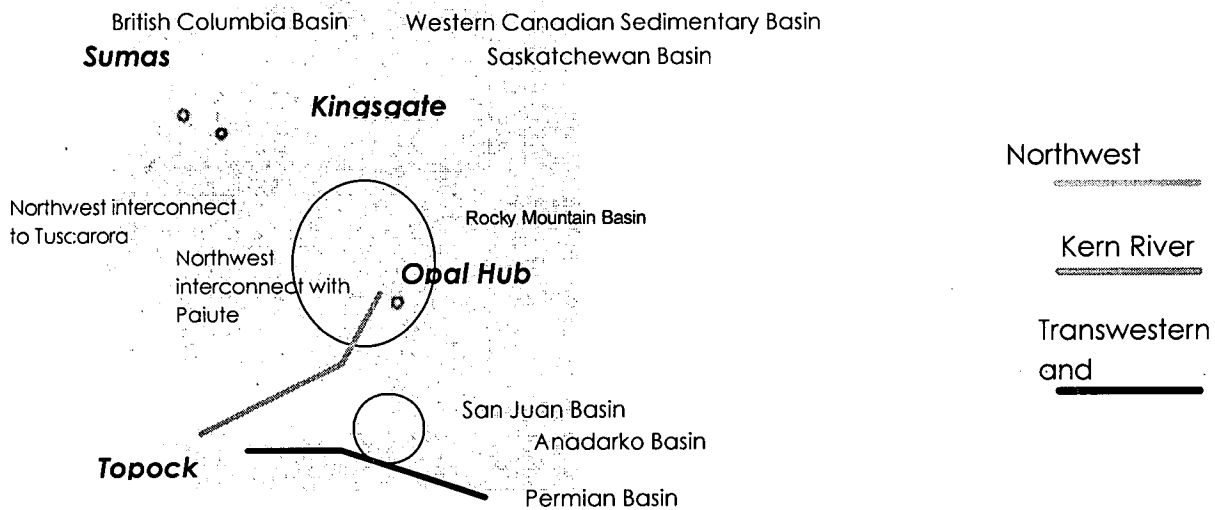 British Columbia Basin
Western Canadian Sedimentary Basin
Sumas
Saskatchewan Basin
Kingsgate
Northwest
Northwest interconnect
to Tuscarora
Rocky Mountain Basin
Northwest
interconnect with
Paiute
Opal Hub
Kern River
Transwestern
and
San Juan Basin
Anadarko Basin
Topock
Permian Basin